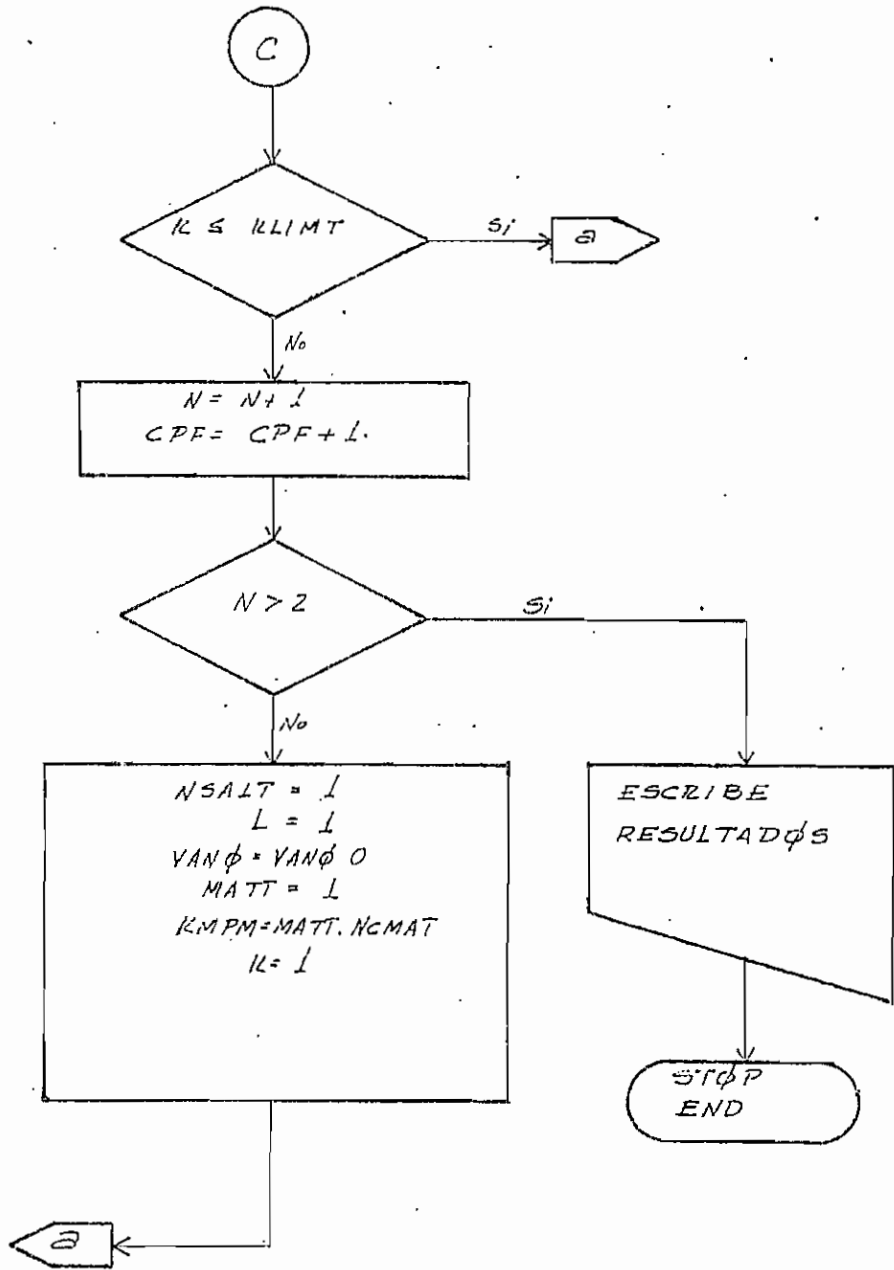 C
K ≤ KLIMT
Si
a
No
N = N + 1
CPF = CPF + 1.
N > 2
Si
No
NSALT = 1
L = 1
VANØ = VANØ 0
MATT = 1
KMPM = MATT. NCMAT
K = 1
ESCRIBE
RESULTADØS
STØP
END
a